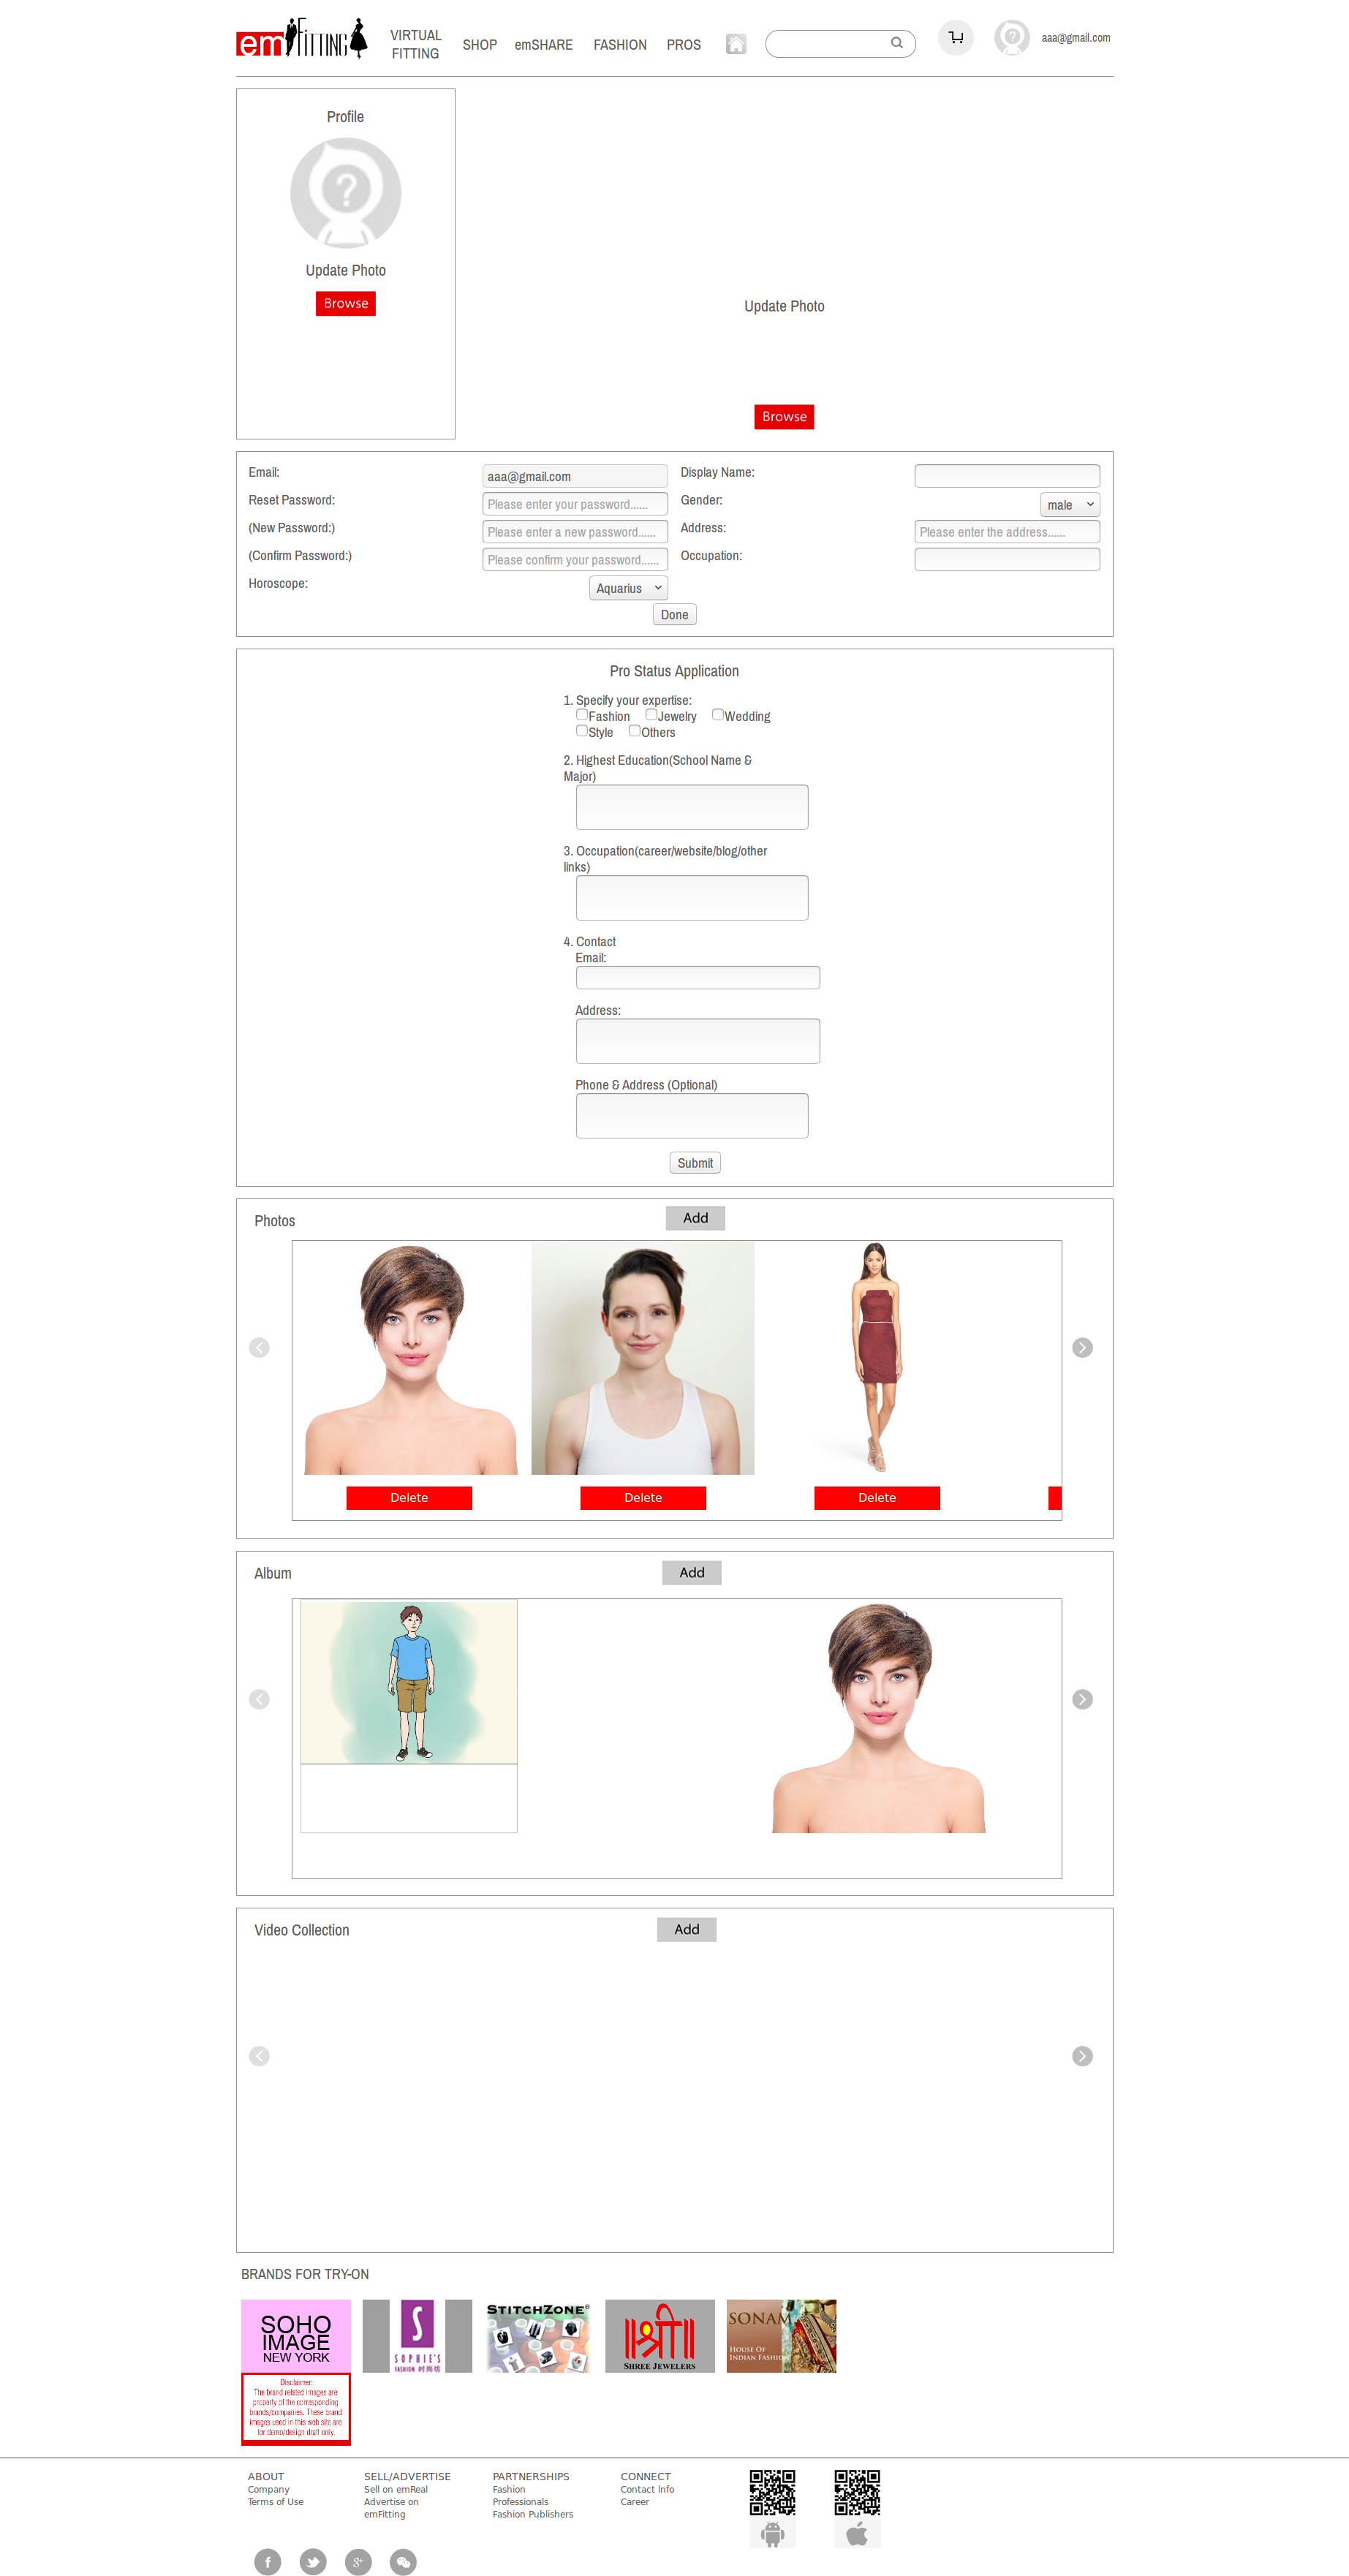 emFITTING
VIRTUAL
FITTING
SHOP
emSHARE
FASHION
PROS
aaa@gmail.com
Profile
Update Photo
Browse
Update Photo
Browse
Email:
aaa@gmail.com
Display Name:
Reset Password:
Please enter your password......
Gender:
male
(New Password:)
Please enter a new password......
Address:
Please enter the address......
(Confirm Password:)
Please confirm your password......
Occupation:
Horoscope:
Aquarius
Done
Pro Status Application
1. Specify your expertise:
Fashion Jewelry Wedding
Style Others
2. Highest Education(School Name &
Major)
3. Occupation(career/website/blog/other
links)
4. Contact
Email:
Address:
Phone & Address (Optional)
Submit
Photos
Add
Delete
Delete
Delete
Album
Add
Video Collection
Add
BRANDS FOR TRY-ON
SOHO
IMAGE
NEW YORK
S
SOPHIE'S
FASHION 时尚坊
STITCHZONE®
॥श्री॥
SHREE JEWELERS
SONAM
HOUSE OF
INDIAN FASHION
Disclaimer:
The brand related images are
property of the corresponding
brands/companies. These brand
images used in this web site are
for demo/design draft only.
ABOUT
Company
Terms of Use
SELL/ADVERTISE
Sell on emReal
Advertise on
emFitting
PARTNERSHIPS
Fashion
Professionals
Fashion Publishers
CONNECT
Contact Info
Career
f
g+